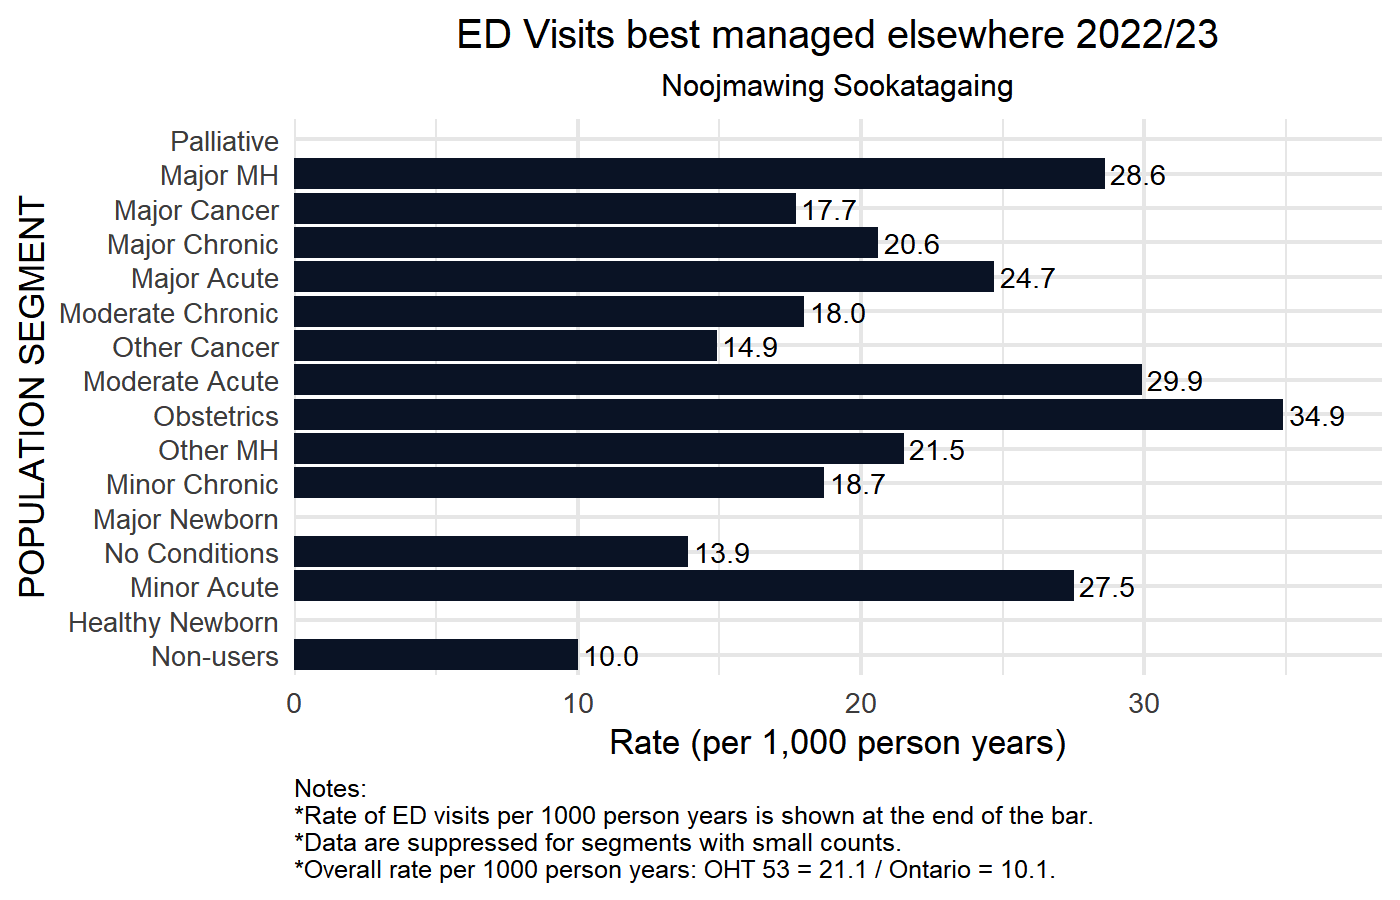 ED Visits best managed elsewhere 2022/23
Noojmawing Sookatagaing
POPULATION SEGMENT
Palliative
Major MH 28.6
Major Cancer 17.7
Major Chronic 20.6
Major Acute 24.7
Moderate Chronic 18.0
Other Cancer 14.9
Moderate Acute 29.9
Obstetrics 34.9
Other MH 21.5
Minor Chronic 18.7
Major Newborn
No Conditions 13.9
Minor Acute 27.5
Healthy Newborn
Non-users 10.0
0 10 20 30
Rate (per 1,000 person years)
Notes:
*Rate of ED visits per 1000 person years is shown at the end of the bar.
*Data are suppressed for segments with small counts.
*Overall rate per 1000 person years: OHT 53 = 21.1 / Ontario = 10.1.